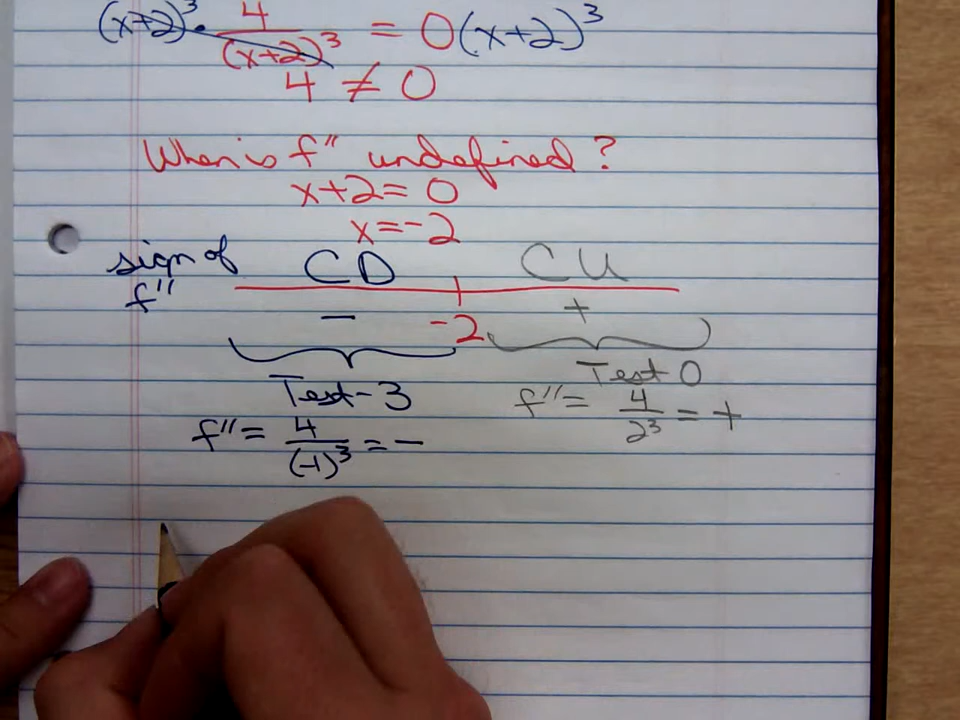 (x+2)³ · 4/(x+2)³ = 0(x+2)³
4 ≠ 0
When is f'' undefined?
x+2 = 0
x = -2
sign of f''
CD CU
- -2 +
Test -3 Test 0
f'' = 4/(-1)³ = - f'' = 4/2³ = +